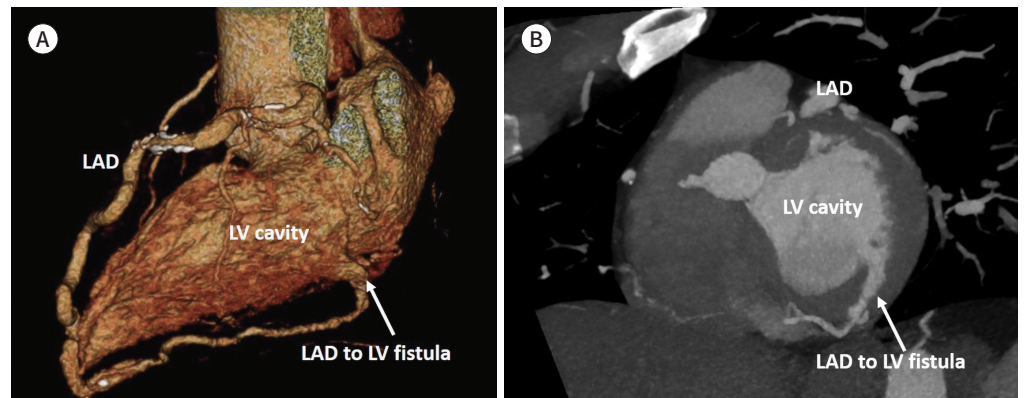 A
LAD
LV cavity
LAD to LV fistula
B
LAD
LV cavity
LAD to LV fistula